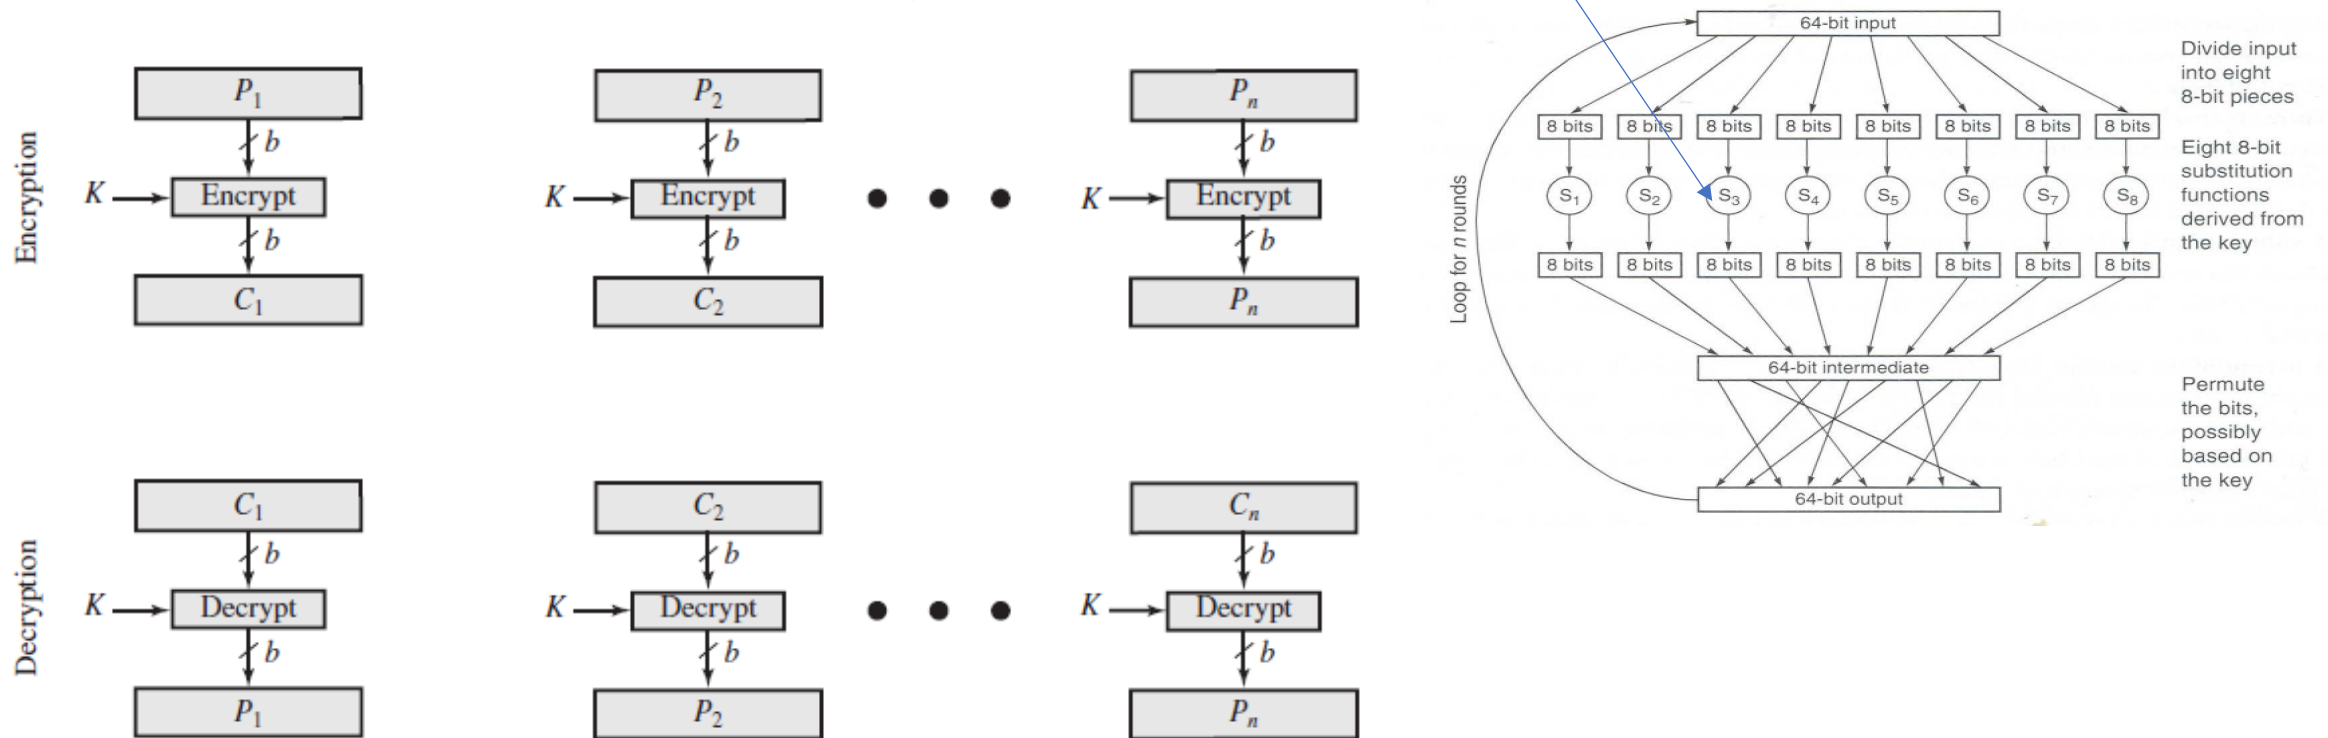 Encryption
P1
P2
Pn
b
b
b
K
Encrypt
K
Encrypt
K
Encrypt
b
b
b
C1
C2
Pn
Decryption
C1
C2
Cn
b
b
b
K
Decrypt
K
Decrypt
K
Decrypt
b
b
b
P1
P2
Pn
Loop for n rounds
64-bit input
8 bits
8 bits
8 bits
8 bits
8 bits
8 bits
8 bits
8 bits
S1
S2
S3
S4
S5
S6
S7
S8
8 bits
8 bits
8 bits
8 bits
8 bits
8 bits
8 bits
8 bits
64-bit intermediate
64-bit output
Divide input
into eight
8-bit pieces
Eight 8-bit
substitution
functions
derived from
the key
Permute
the bits,
possibly
based on
the key